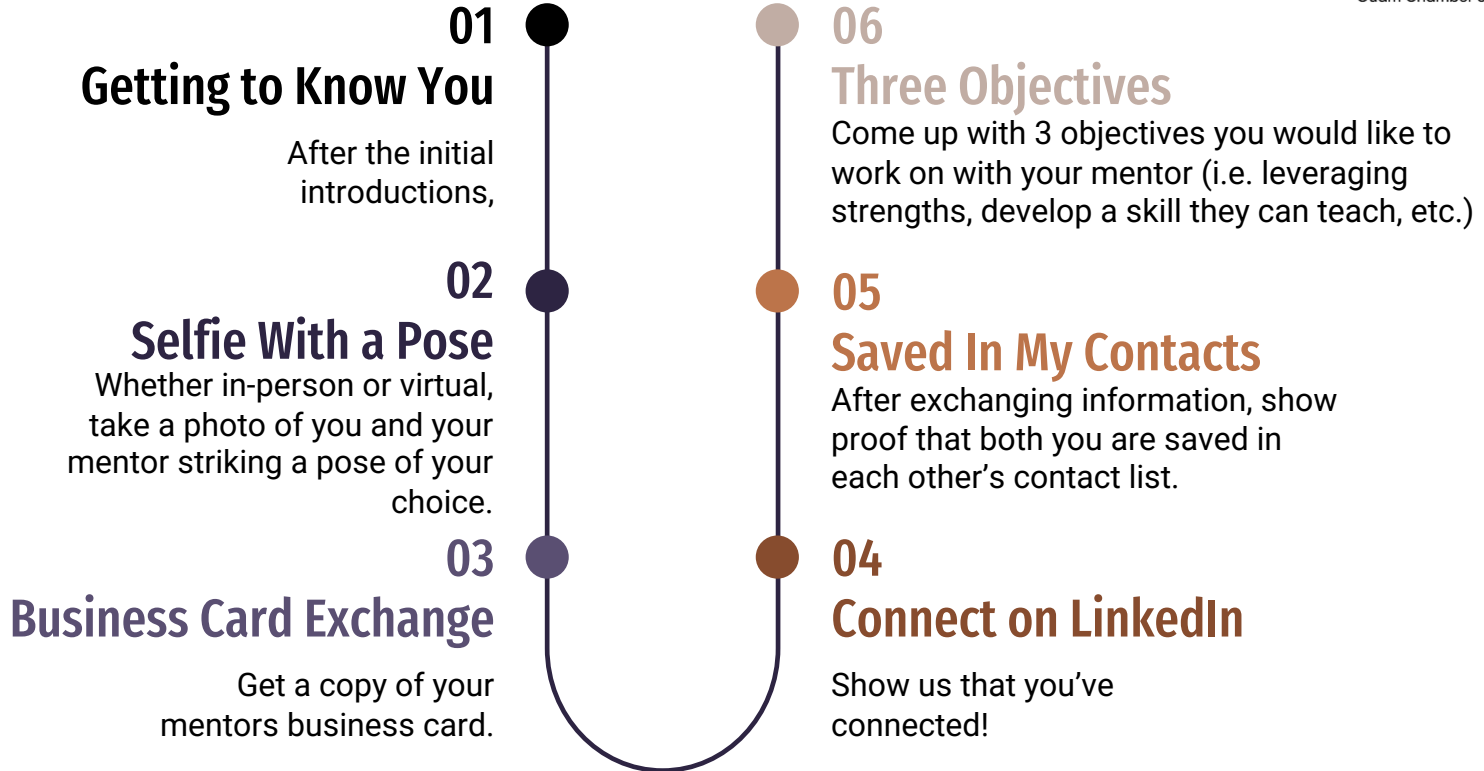 01
Getting to Know You
After the initial
introductions,
02
Selfie With a Pose
Whether in-person or virtual,
take a photo of you and your
mentor striking a pose of your
choice.
03
Business Card Exchange
Get a copy of your
mentors business card.
04
Connect on LinkedIn
Show us that you’ve
connected!
05
Saved In My Contacts
After exchanging information, show
proof that both you are saved in
each other’s contact list.
06
Three Objectives
Come up with 3 objectives you would like to
work on with your mentor (i.e. leveraging
strengths, develop a skill they can teach, etc.)